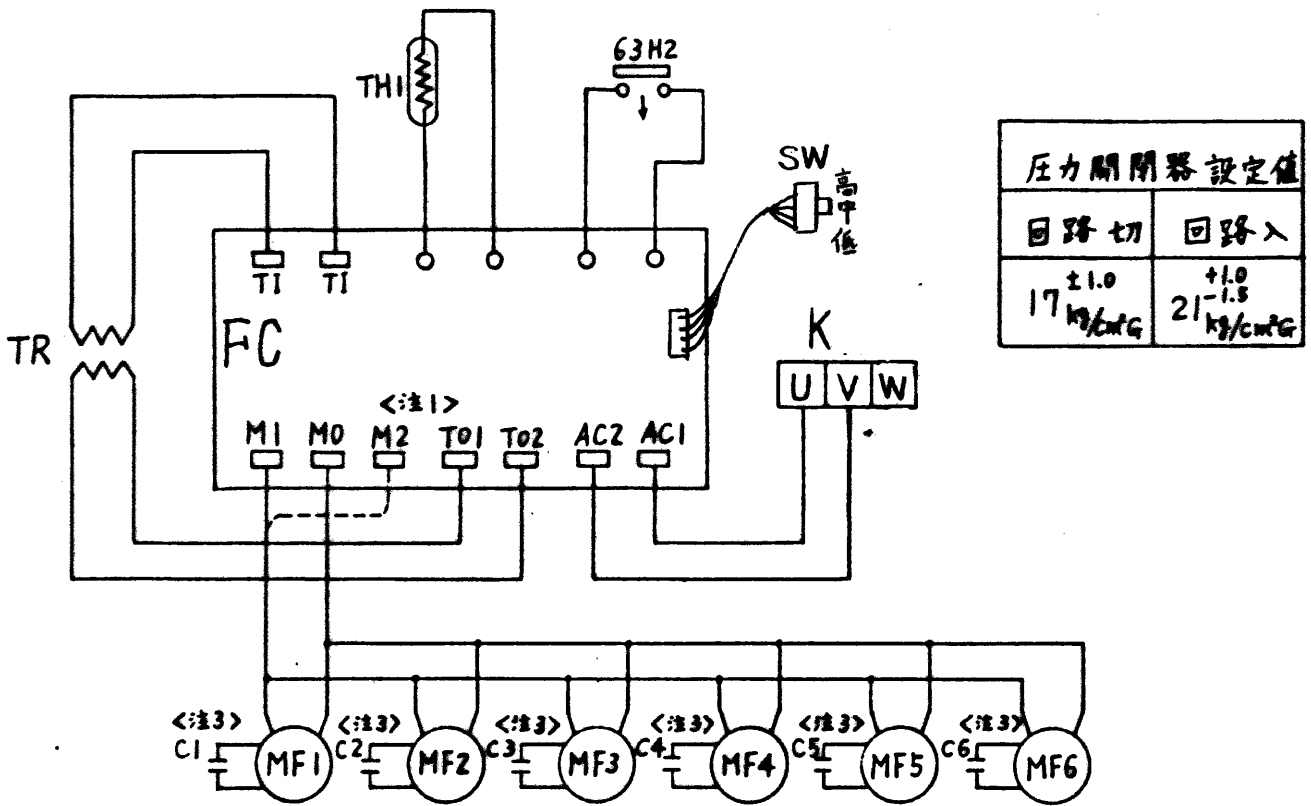 63H2
TH1
SW
高
中
低
圧力開閉器設定値
回路切 回路入
17 ±1.0 kg/cm²G
21 +1.0 -1.5 kg/cm²G
T1 T1
TR
FC
K
U V W
<注1>
M1 M0 M2 T01 T02 AC2 AC1
<注3> <注3> <注3> <注3> <注3> <注3>
C1 C2 C3 C4 C5 C6
MF1 MF2 MF3 MF4 MF5 MF6